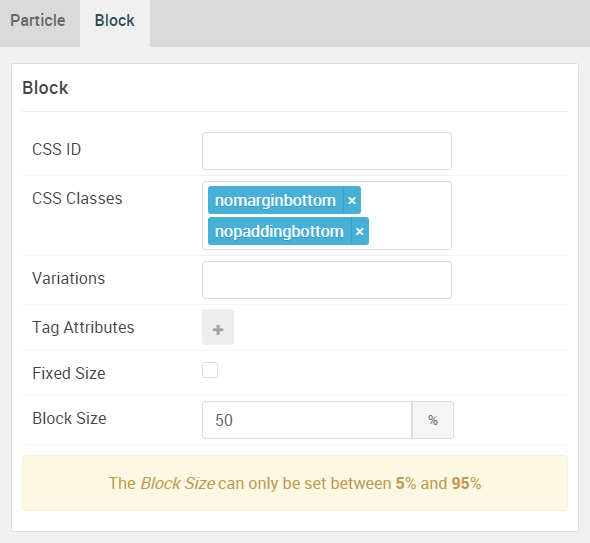 Particle Block
Block
CSS ID
CSS Classes nomarginbottom ×
nopaddingbottom ×
Variations
Tag Attributes +
Fixed Size
Block Size 50 %
The Block Size can only be set between 5% and 95%